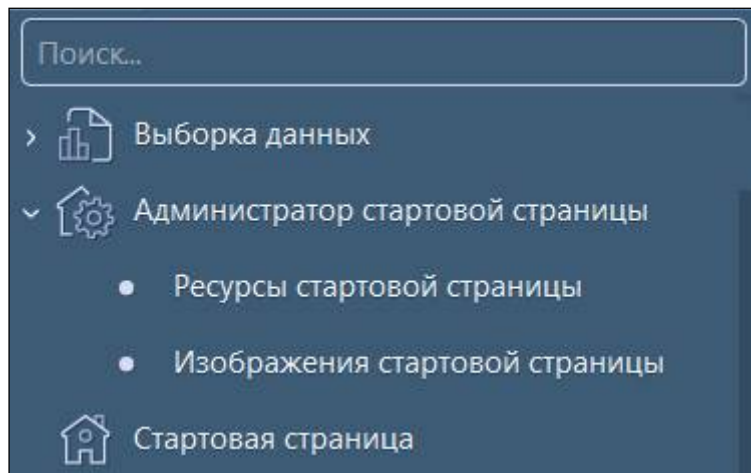 Поиск...
Выборка данных
Администратор стартовой страницы
Ресурсы стартовой страницы
Изображения стартовой страницы
Стартовая страница